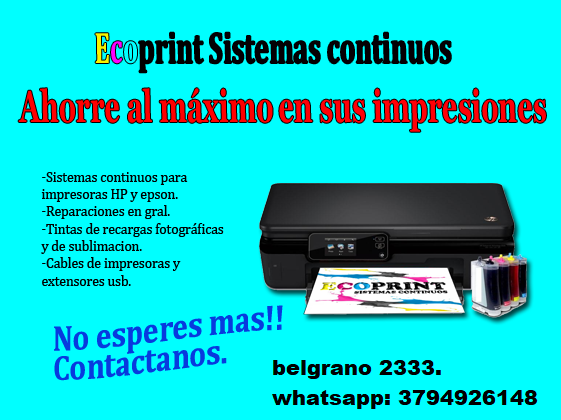 Ecoprint Sistemas continuos
Ahorre al máximo en sus impresiones
-Sistemas continuos para
impresoras HP y epson.
-Reparaciones en gral.
-Tintas de recargas fotográficas
y de sublimacion.
-Cables de impresoras y
extensores usb.
ECOPRINT
SISTEMAS CONTINUOS
No esperes mas!!
Contactanos.
belgrano 2333.
whatsapp: 3794926148